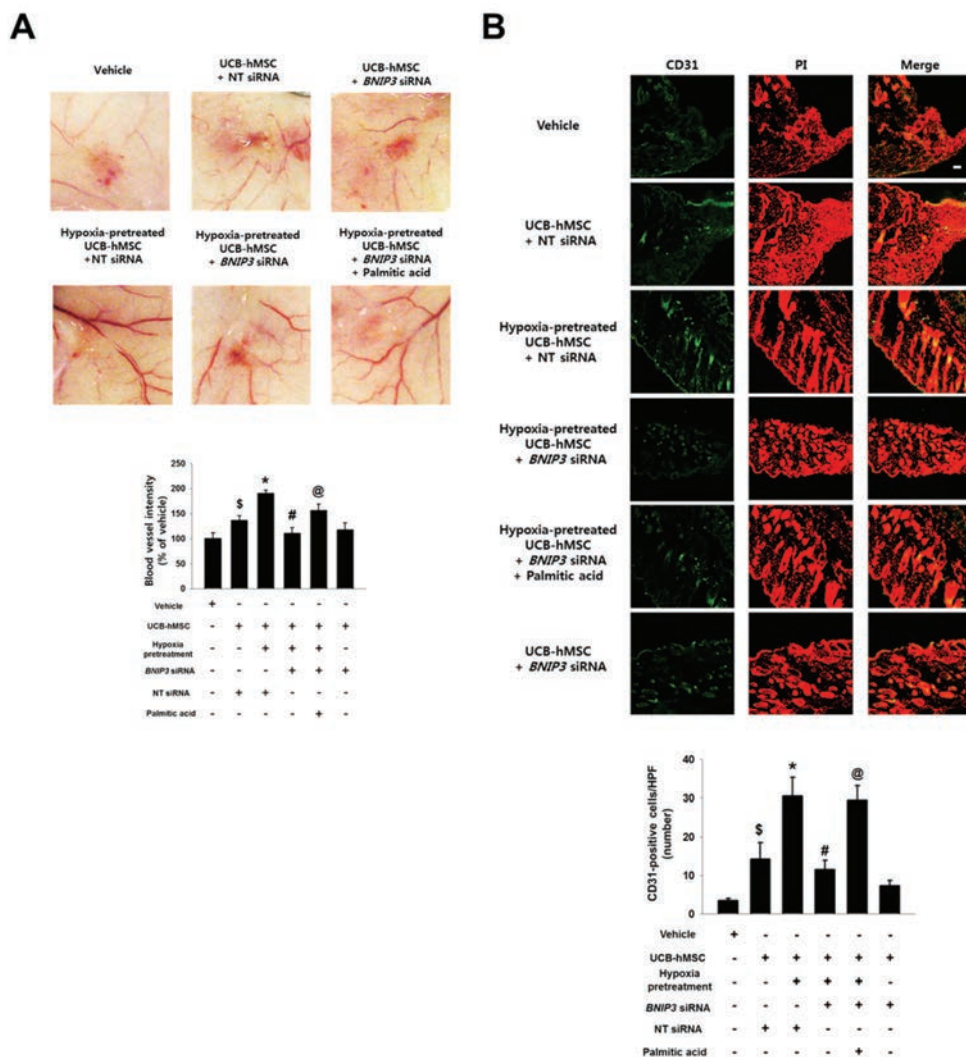 A
Vehicle
UCB-hMSC
+ NT siRNA
UCB-hMSC
+ BNIP3 siRNA
Hypoxia-pretreated
UCB-hMSC
+NT siRNA
Hypoxia-pretreated
UCB-hMSC
+ BNIP3 siRNA
Hypoxia-pretreated
UCB-hMSC
+ BNIP3 siRNA
+ Palmitic acid
Blood vessel intensity
(% of vehicle)
250
200
150
100
50
0
$ * # @
Vehicle + - - - - -
UCB-hMSC - + + + + +
Hypoxia
pretreatment - - + + + -
BNIP3 siRNA - - - + + +
NT siRNA - + + - - -
Palmitic acid - - - - + -
B
CD31 PI Merge
Vehicle
UCB-hMSC
+ NT siRNA
Hypoxia-pretreated
UCB-hMSC
+ NT siRNA
Hypoxia-pretreated
UCB-hMSC
+ BNIP3 siRNA
Hypoxia-pretreated
UCB-hMSC
+ BNIP3 siRNA
+ Palmitic acid
UCB-hMSC
+ BNIP3 siRNA
CD31-positive cells/HPF
(number)
40
30
20
10
0
$ * # @
Vehicle + - - - - -
UCB-hMSC - + + + + +
Hypoxia
pretreatment - - + + + -
BNIP3 siRNA - - - + + +
NT siRNA - + + - - -
Palmitic acid - - - - + -